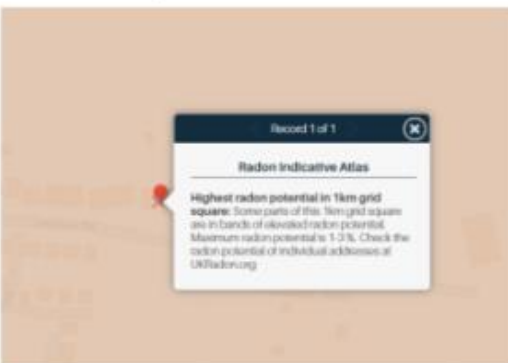 Record 1 of 1
Radon Indicative Atlas
Highest radon potential in 1km grid
square: Some parts of this 1km grid square
are in bands of elevated radon potential.
Maximum radon potential is 1-3 %. Check the
radon potential of individual addresses at
UKRadon.org